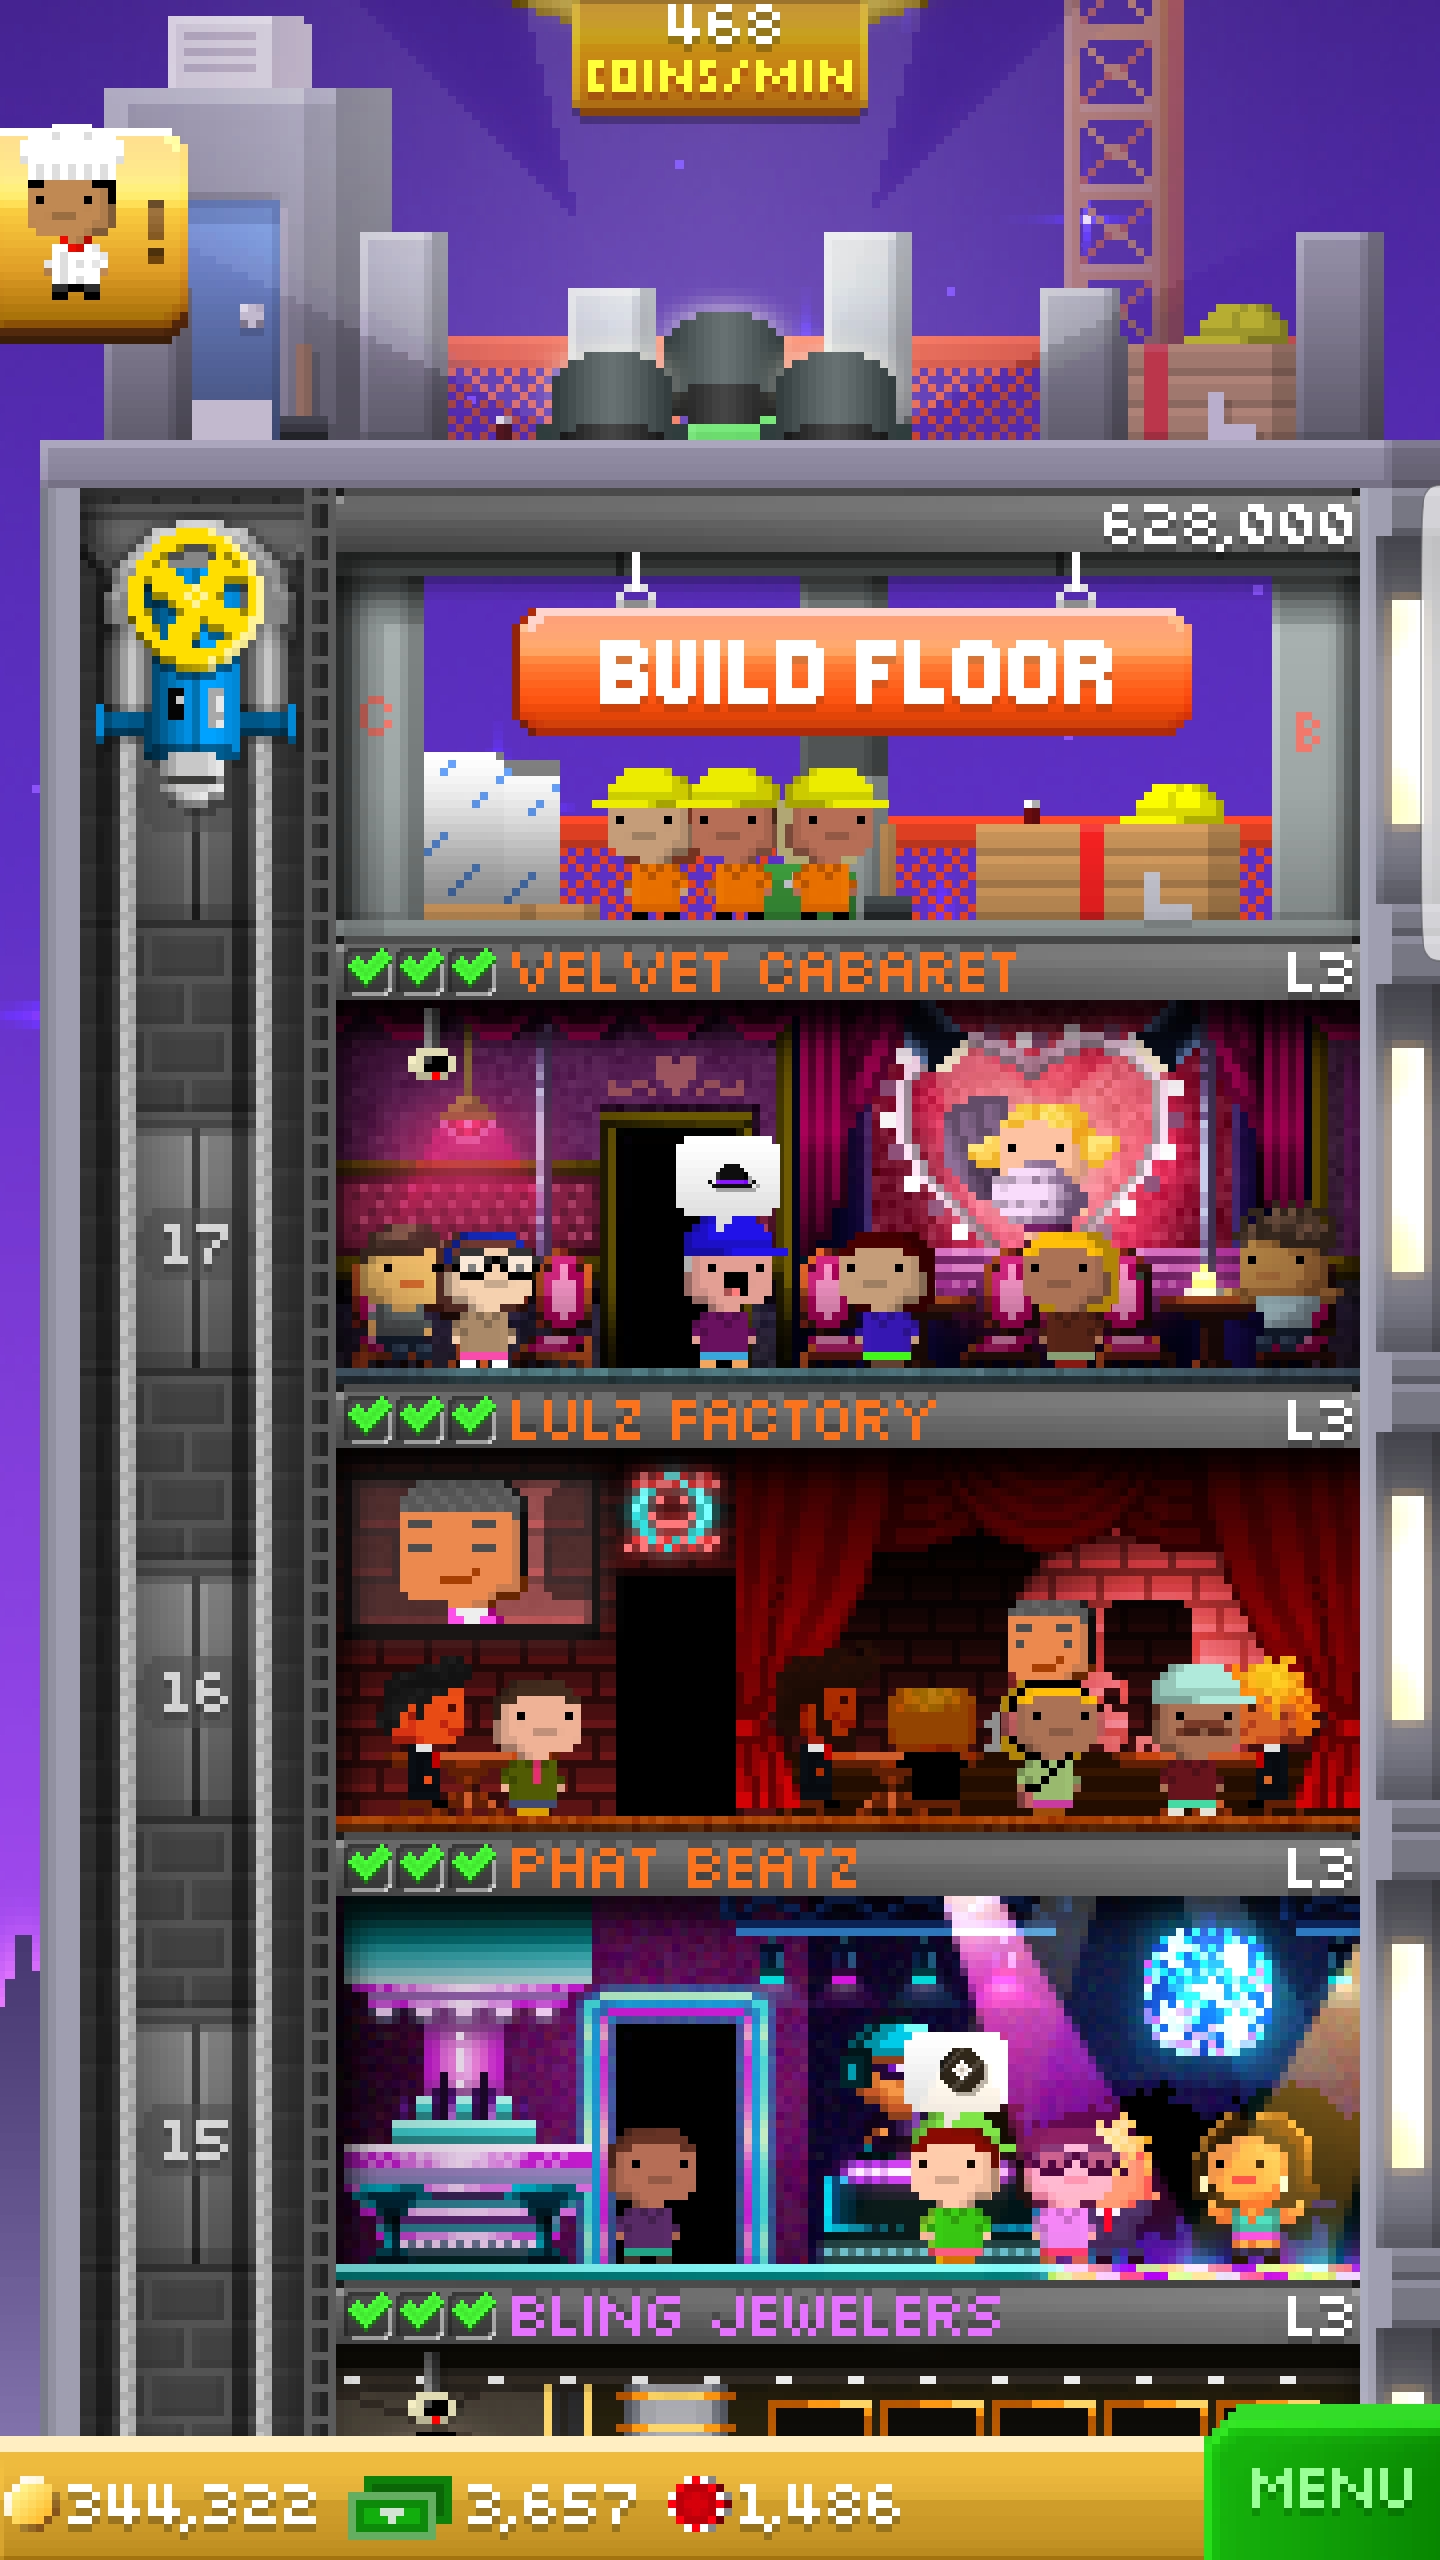 468
COINS/MIN
!
628,000
BUILD FLOOR
C
B
VELVET CABARET L3
17
LULZ FACTORY L3
16
PHAT BEATZ L3
15
BLING JEWELERS L3
344,322 3,657 1,486
MENU